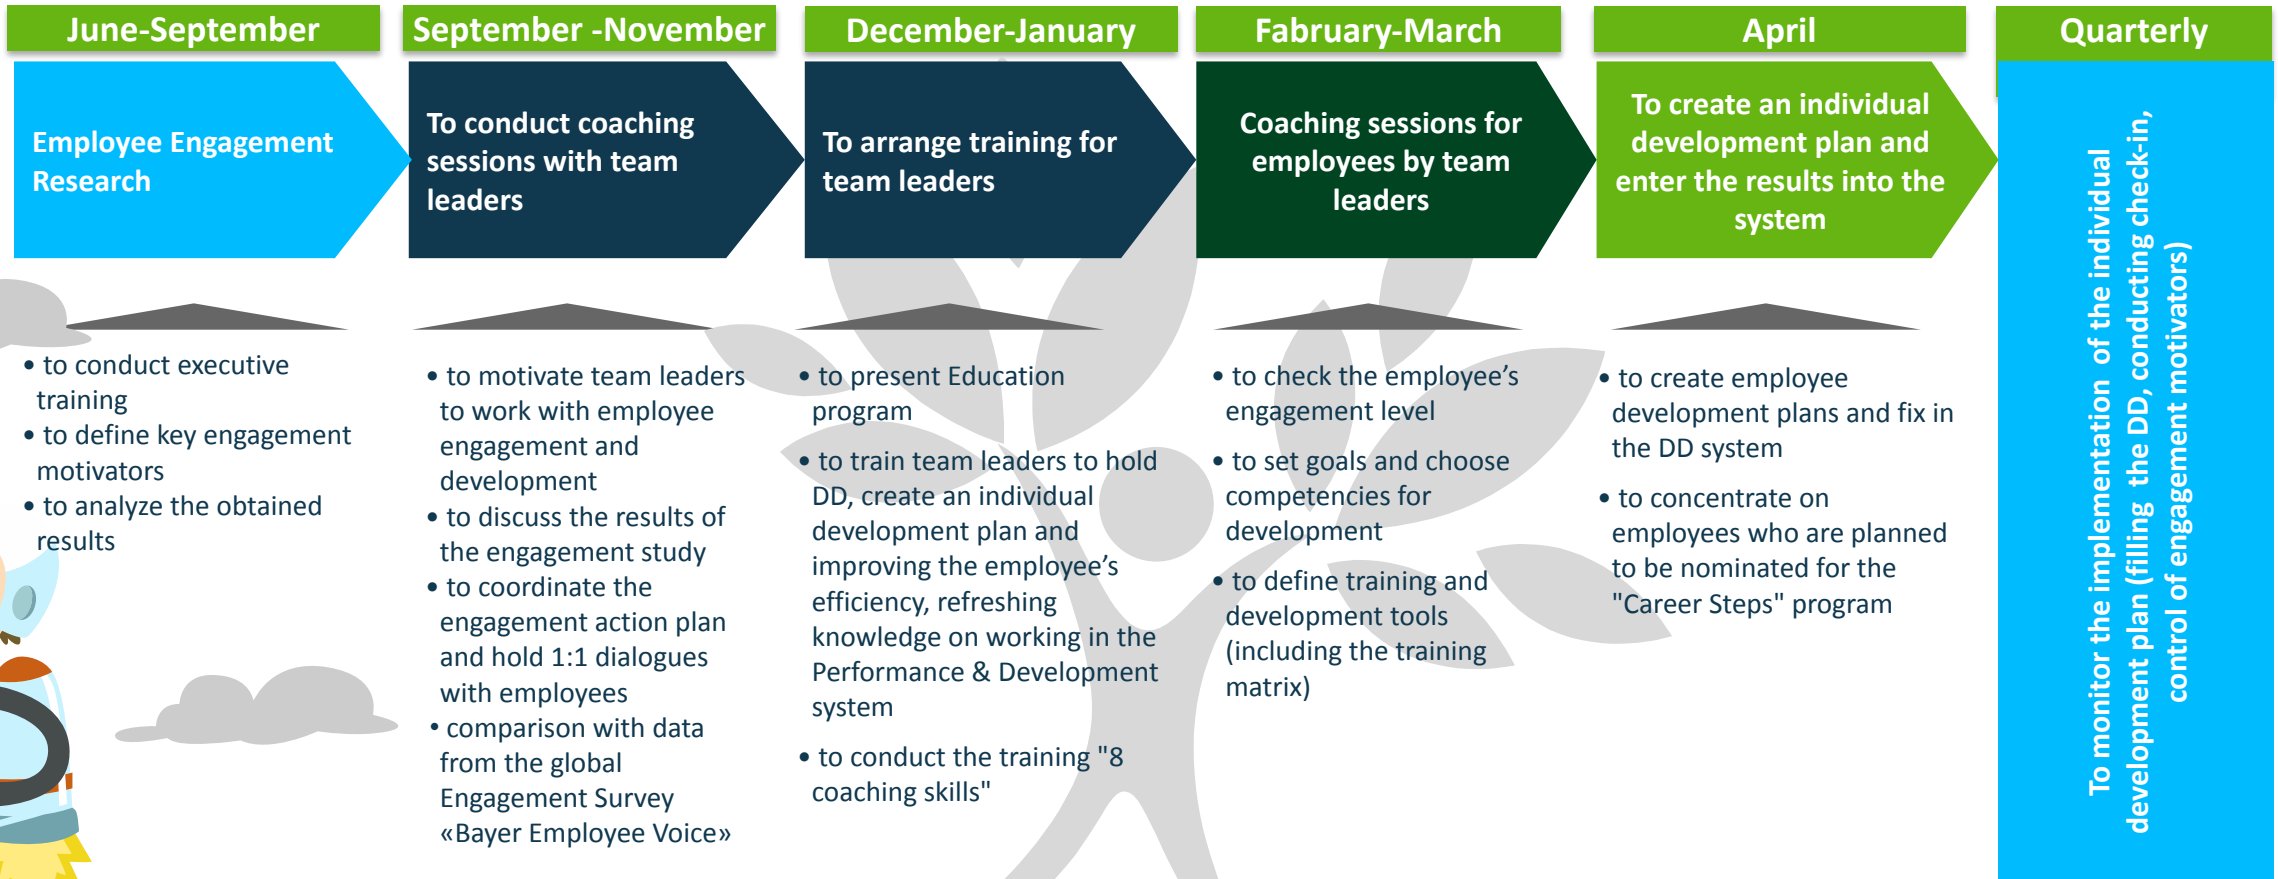 June-September
September -November
December-January
Fabruary-March
April
Quarterly
Employee Engagement
Research
To conduct coaching
sessions with team
leaders
To arrange training for
team leaders
Coaching sessions for
employees by team
leaders
To create an individual
development plan and
enter the results into the
system
• to conduct executive
training
• to define key engagement
motivators
• to analyze the obtained
results
• to motivate team leaders
to work with employee
engagement and
development
• to discuss the results of
the engagement study
• to coordinate the
engagement action plan
and hold 1:1 dialogues
with employees
• comparison with data
from the global
Engagement Survey
«Bayer Employee Voice»
• to present Education
program
• to train team leaders to hold
DD, create an individual
development plan and
improving the employee’s
efficiency, refreshing
knowledge on working in the
Performance & Development
system
• to conduct the training "8
coaching skills"
• to check the employee’s
engagement level
• to set goals and choose
competencies for
development
• to define training and
development tools
(including the training
matrix)
• to create employee
development plans and fix in
the DD system
• to concentrate on
employees who are planned
to be nominated for the
"Career Steps" program
To monitor the implementation of the individual
development plan (filling the DD, conducting check-in,
control of engagement motivators)